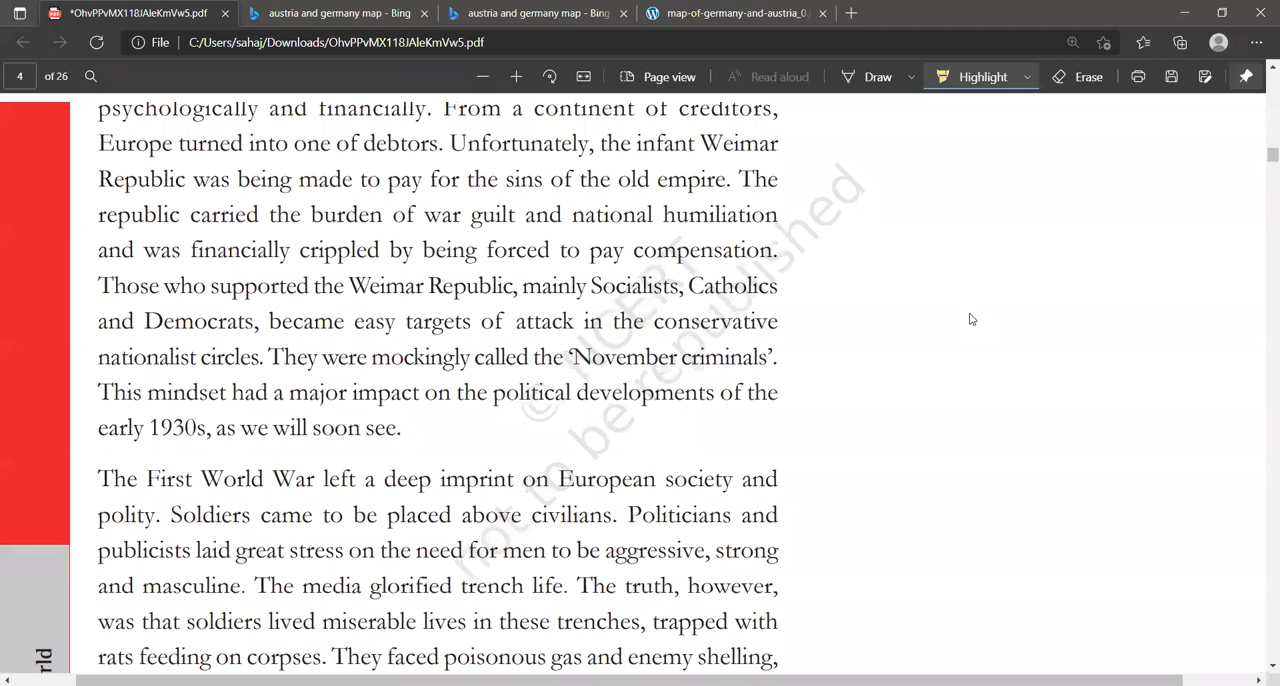 *OhvPPvMX118JAleKmVw5.pdf
austria and germany map - Bing
austria and germany map - Bing
map-of-germany-and-austria_0
File
C:/Users/sahaj/Downloads/OhvPPvMX118JAleKmVw5.pdf
4 of 26
Page view
Read aloud
Draw
Highlight
Erase
psychologically and financially. From a continent of creditors,
Europe turned into one of debtors. Unfortunately, the infant Weimar
Republic was being made to pay for the sins of the old empire. The
republic carried the burden of war guilt and national humiliation
and was financially crippled by being forced to pay compensation.
Those who supported the Weimar Republic, mainly Socialists, Catholics
and Democrats, became easy targets of attack in the conservative
nationalist circles. They were mockingly called the ‘November criminals’.
This mindset had a major impact on the political developments of the
early 1930s, as we will soon see.
The First World War left a deep imprint on European society and
polity. Soldiers came to be placed above civilians. Politicians and
publicists laid great stress on the need for men to be aggressive, strong
and masculine. The media glorified trench life. The truth, however,
was that soldiers lived miserable lives in these trenches, trapped with
rats feeding on corpses. They faced poisonous gas and enemy shelling,
© NCERT
not to be republished
rld